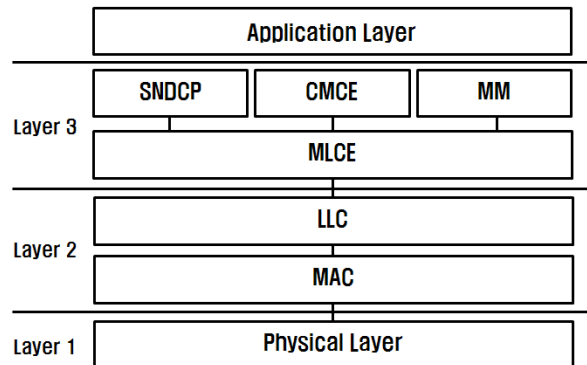 Application Layer
SNDCP CMCE MM
Layer 3
MLCE
LLC
Layer 2
MAC
Layer 1 Physical Layer